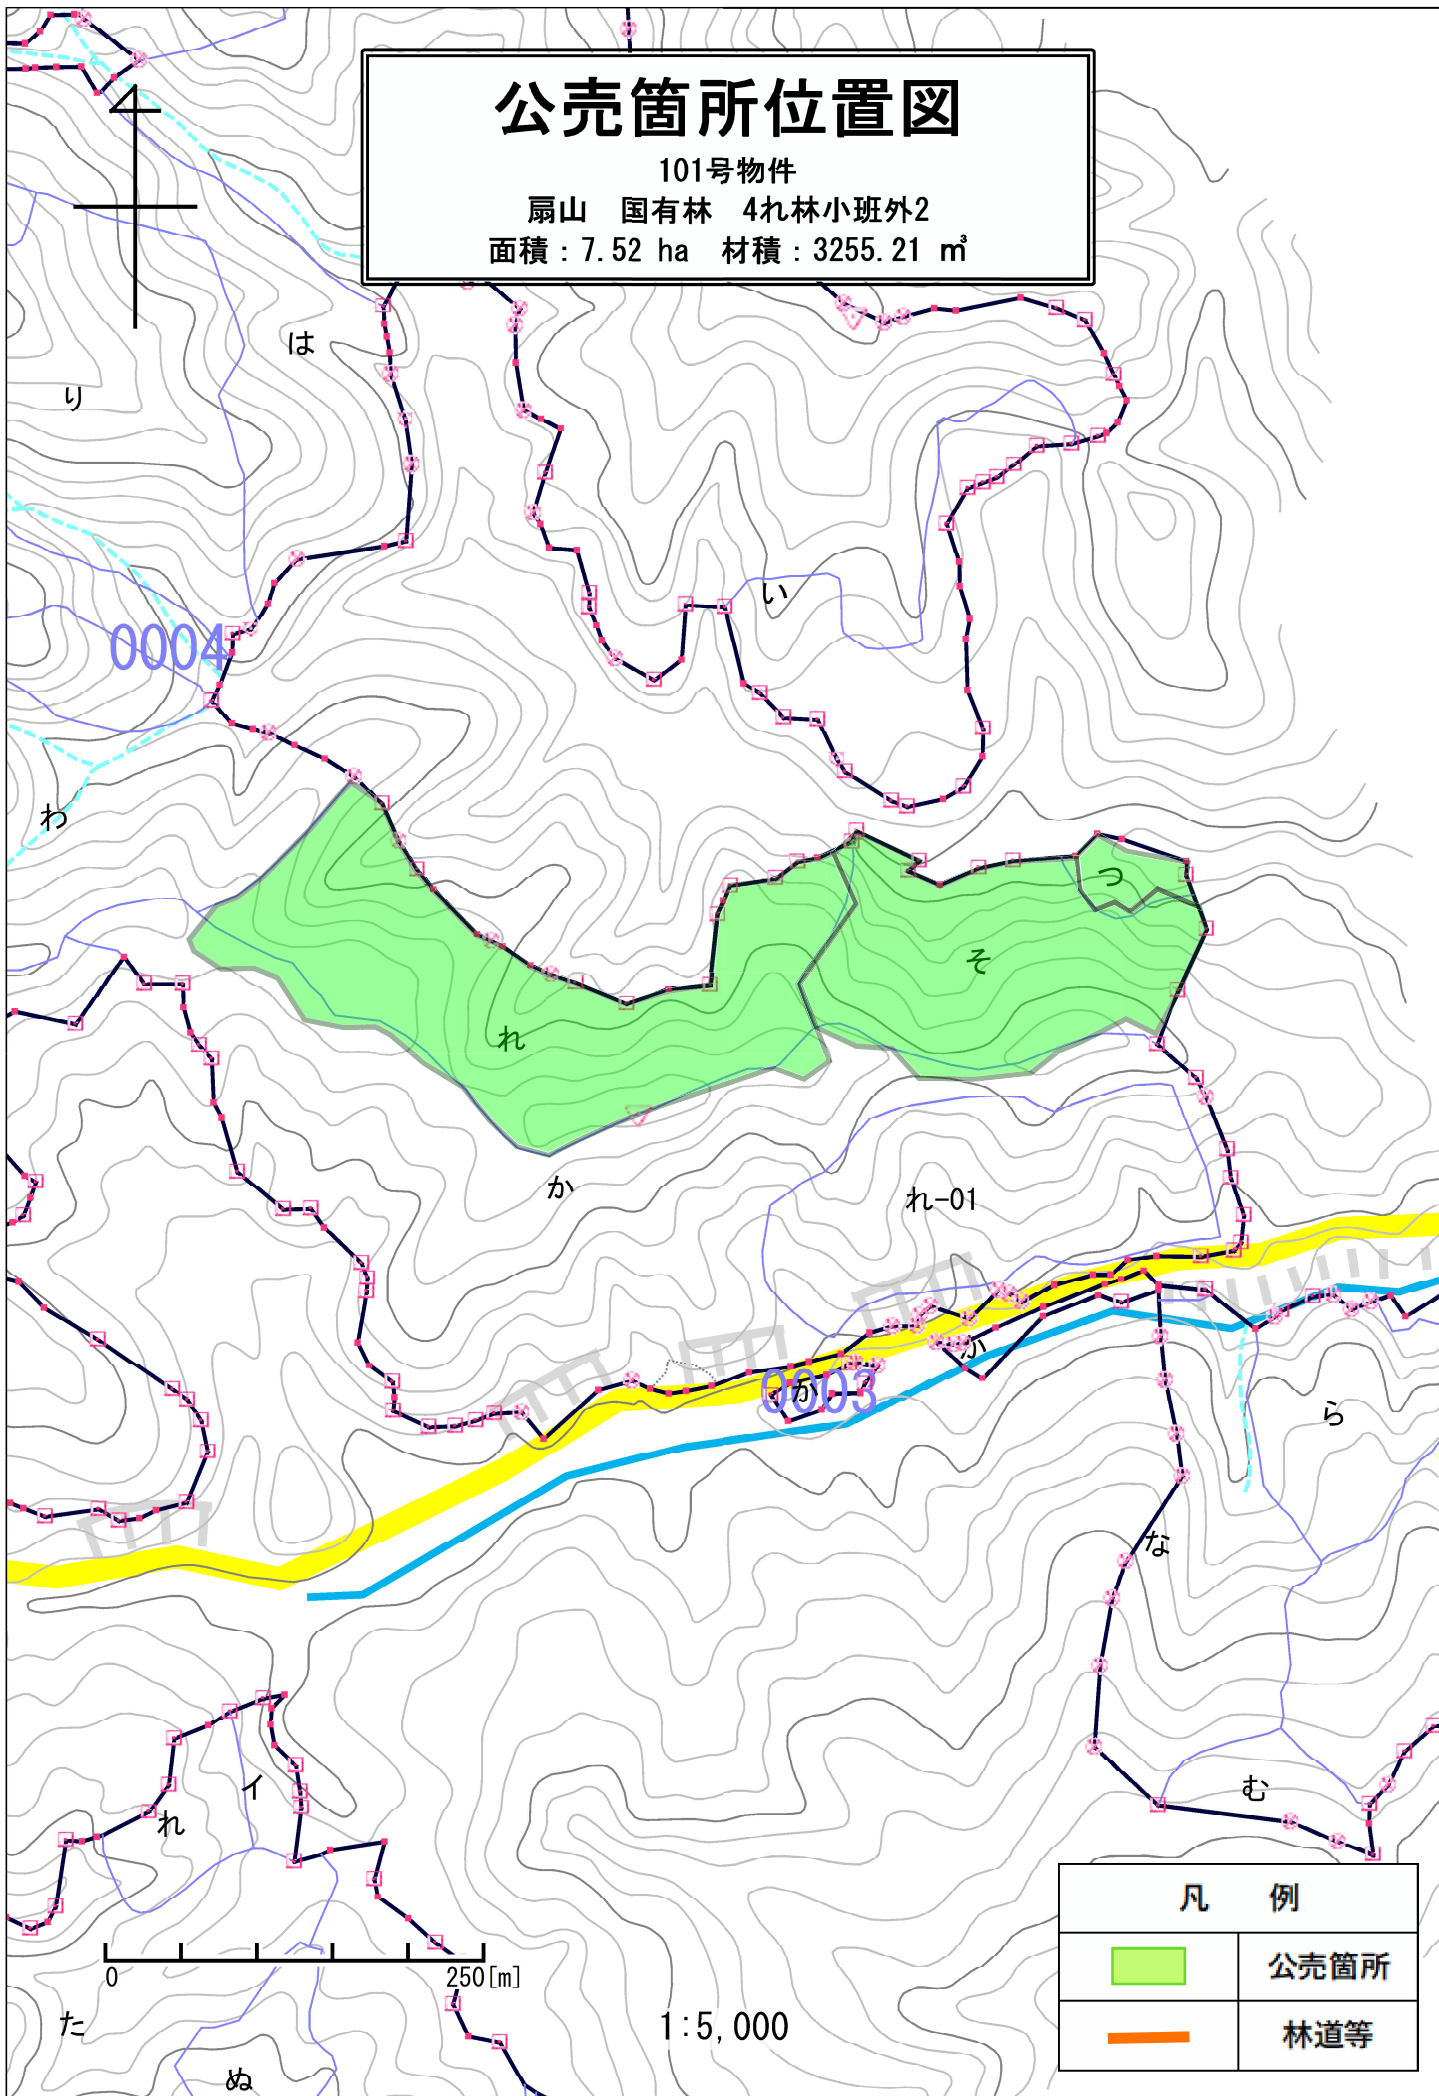 公売箇所位置図
101号物件
扇山　国有林　4れ林小班外2
面積：7.52 ha　材積：3255.21 ㎥
は
り
い
0004
わ
つ
そ
れ
か
れ-01
か
0003
か
ら
な
む
イ
れ
0 250[m]
た
1:5,000
ぬ
凡　例
公売箇所
林道等